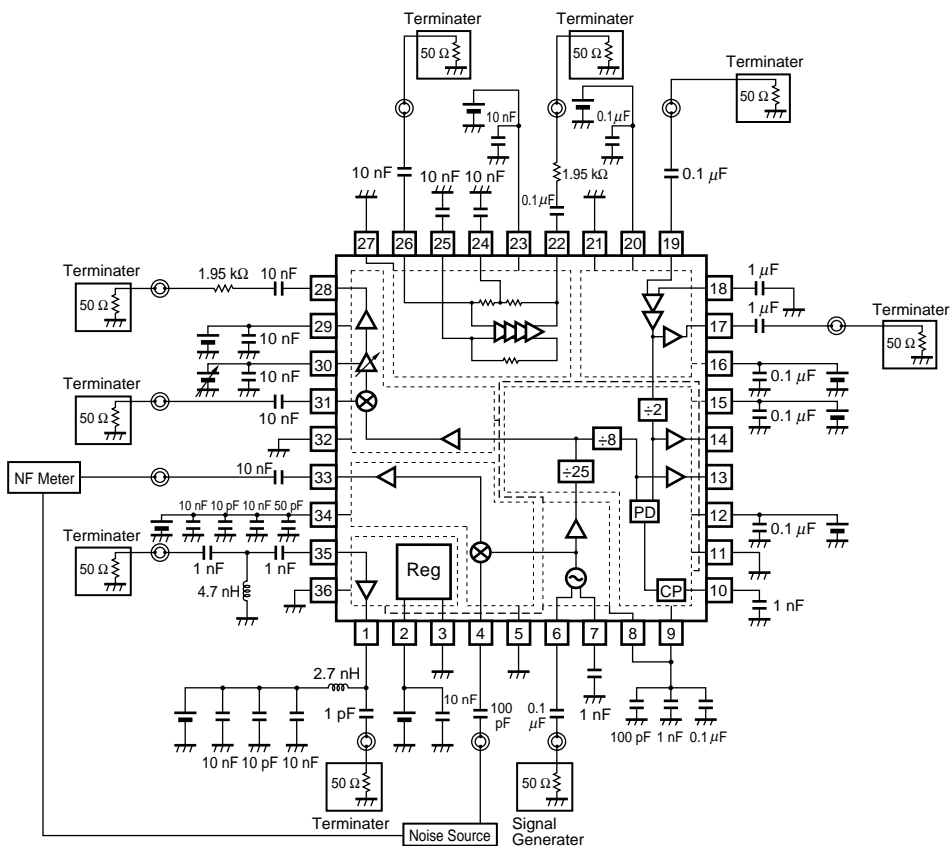 Terminater
50 Ω
Terminater
50 Ω
Terminater
50 Ω
10 nF
0.1 μF
10 nF
10 nF
10 nF
1.95 kΩ
0.1 μF
0.1 μF
27
26
25
24
23
22
21
20
19
Terminater
50 Ω
1.95 kΩ
10 nF
28
18
1 μF
17
1 μF
Terminater
50 Ω
29
10 nF
30
10 nF
16
0.1 μF
Terminater
50 Ω
10 nF
31
15
0.1 μF
32
÷2
14
÷8
÷25
NF Meter
10 nF
33
13
10 nF
10 pF
10 nF
50 pF
34
PD
12
0.1 μF
Terminater
50 Ω
1 nF
1 nF
35
11
4.7 nH
36
Reg
CP
10
1 nF
1
2
3
4
5
6
7
8
9
2.7 nH
1 pF
10 nF
100
pF
0.1
μF
1 nF
10 nF
10 pF
10 nF
100 pF
1 nF
0.1 μF
50 Ω
Terminater
Noise Source
50 Ω
Signal
Generater